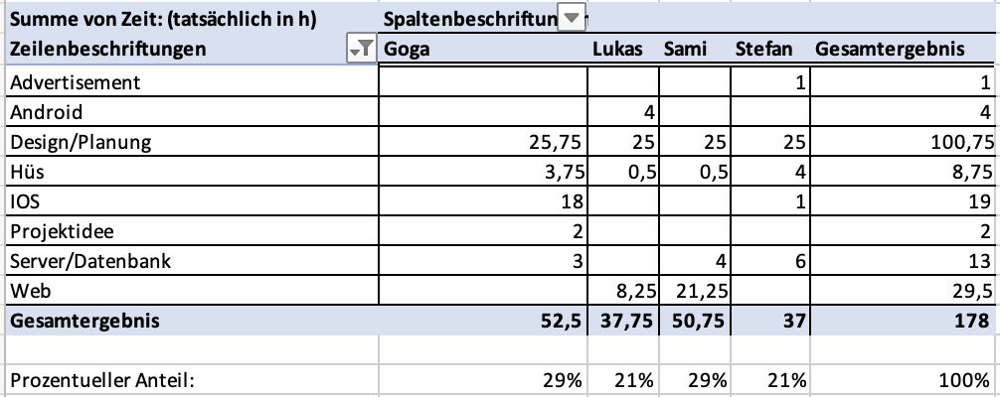 Summe von Zeit: (tatsächlich in h) Spaltenbeschriftun
Zeilenbeschriftungen Goga Lukas Sami Stefan Gesamtergebnis
Advertisement 1 1
Android 4 4
Design/Planung 25,75 25 25 25 100,75
Hüs 3,75 0,5 0,5 4 8,75
IOS 18 1 19
Projektidee 2 2
Server/Datenbank 3 4 6 13
Web 8,25 21,25 29,5
Gesamtergebnis 52,5 37,75 50,75 37 178
Prozentueller Anteil: 29% 21% 29% 21% 100%